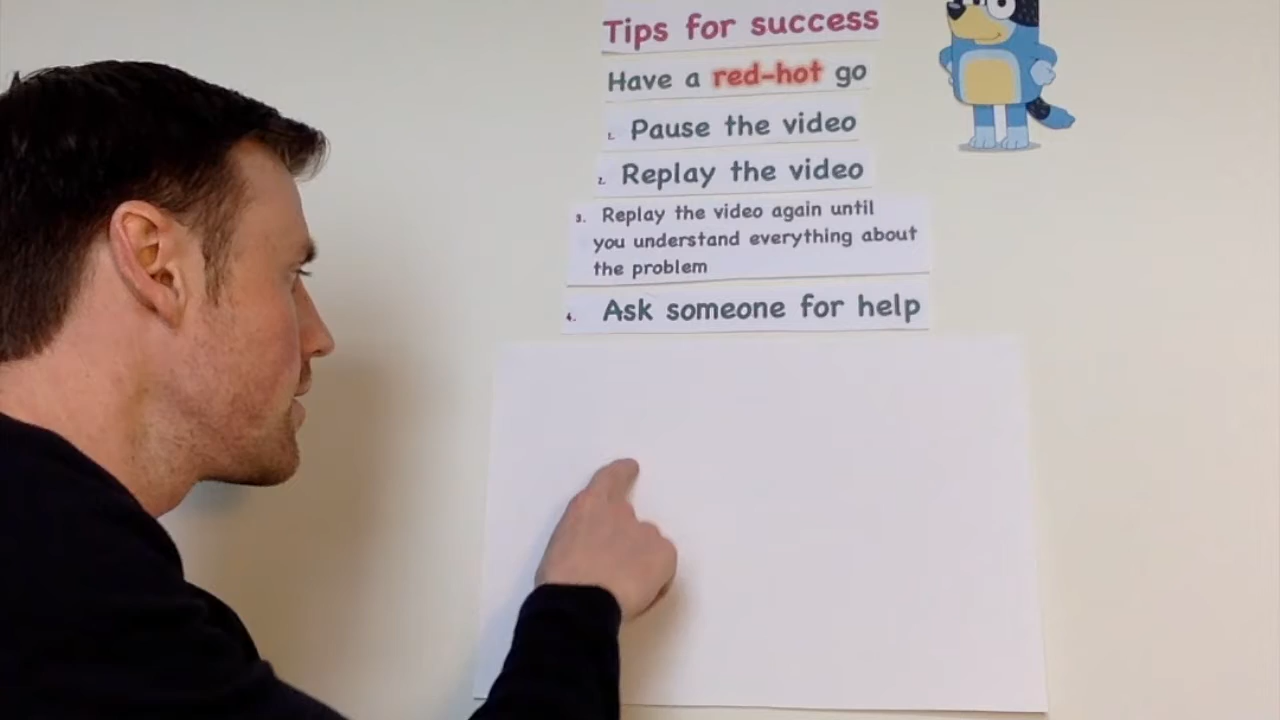 Tips for success
Have a red-hot go
1. Pause the video
2. Replay the video
3. Replay the video again until
you understand everything about
the problem
4. Ask someone for help